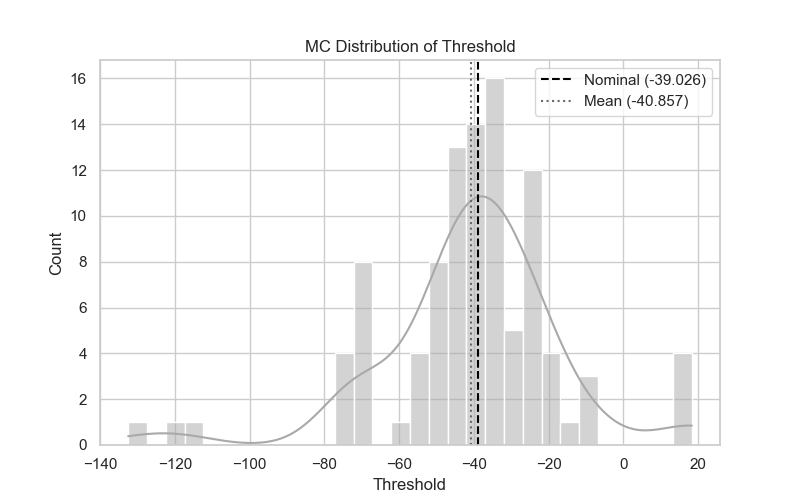 MC Distribution of Threshold
Nominal (-39.026)
Mean (-40.857)
Count
16
14
12
10
8
6
4
2
0
−140 −120 −100 −80 −60 −40 −20 0 20
Threshold